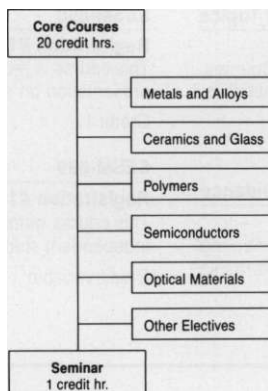 Core Courses
20 credit hrs.
Metals and Alloys
Ceramics and Glass
Polymers
Semiconductors
Optical Materials
Other Electives
Seminar
1 credit hr.